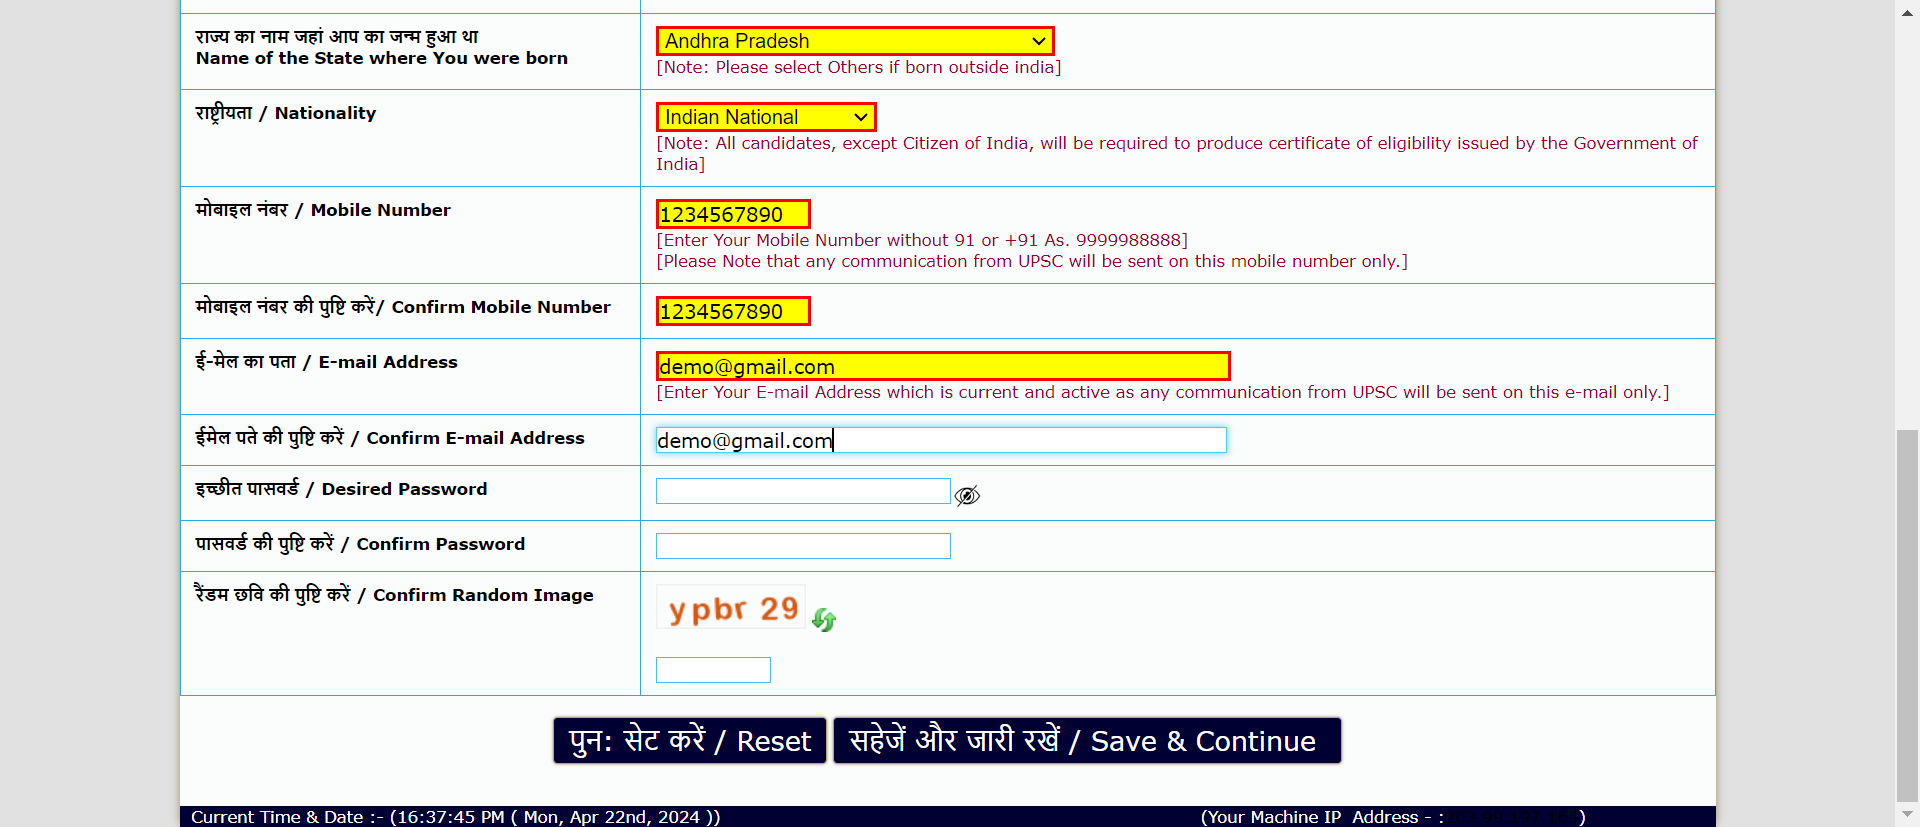 राज्य का नाम जहां आप का जन्म हुआ था
Name of the State where You were born
Andhra Pradesh
[Note: Please select Others if born outside india]
राष्ट्रीयता / Nationality
Indian National
[Note: All candidates, except Citizen of India, will be required to produce certificate of eligibility issued by the Government of
India]
मोबाइल नंबर / Mobile Number
1234567890
[Enter Your Mobile Number without 91 or +91 As. 9999988888]
[Please Note that any communication from UPSC will be sent on this mobile number only.]
मोबाइल नंबर की पुष्टि करें/ Confirm Mobile Number
1234567890
ई-मेल का पता / E-mail Address
demo@gmail.com
[Enter Your E-mail Address which is current and active as any communication from UPSC will be sent on this e-mail only.]
ईमेल पते की पुष्टि करें / Confirm E-mail Address
demo@gmail.com
इच्छीत पासवर्ड / Desired Password
पासवर्ड की पुष्टि करें / Confirm Password
रैंडम छवि की पुष्टि करें / Confirm Random Image
ypbr 29
पुन: सेट करें / Reset
सहेजें और जारी रखें / Save & Continue
Current Time & Date :- (16:37:45 PM ( Mon, Apr 22nd, 2024 ))
(Your Machine IP Address - : )